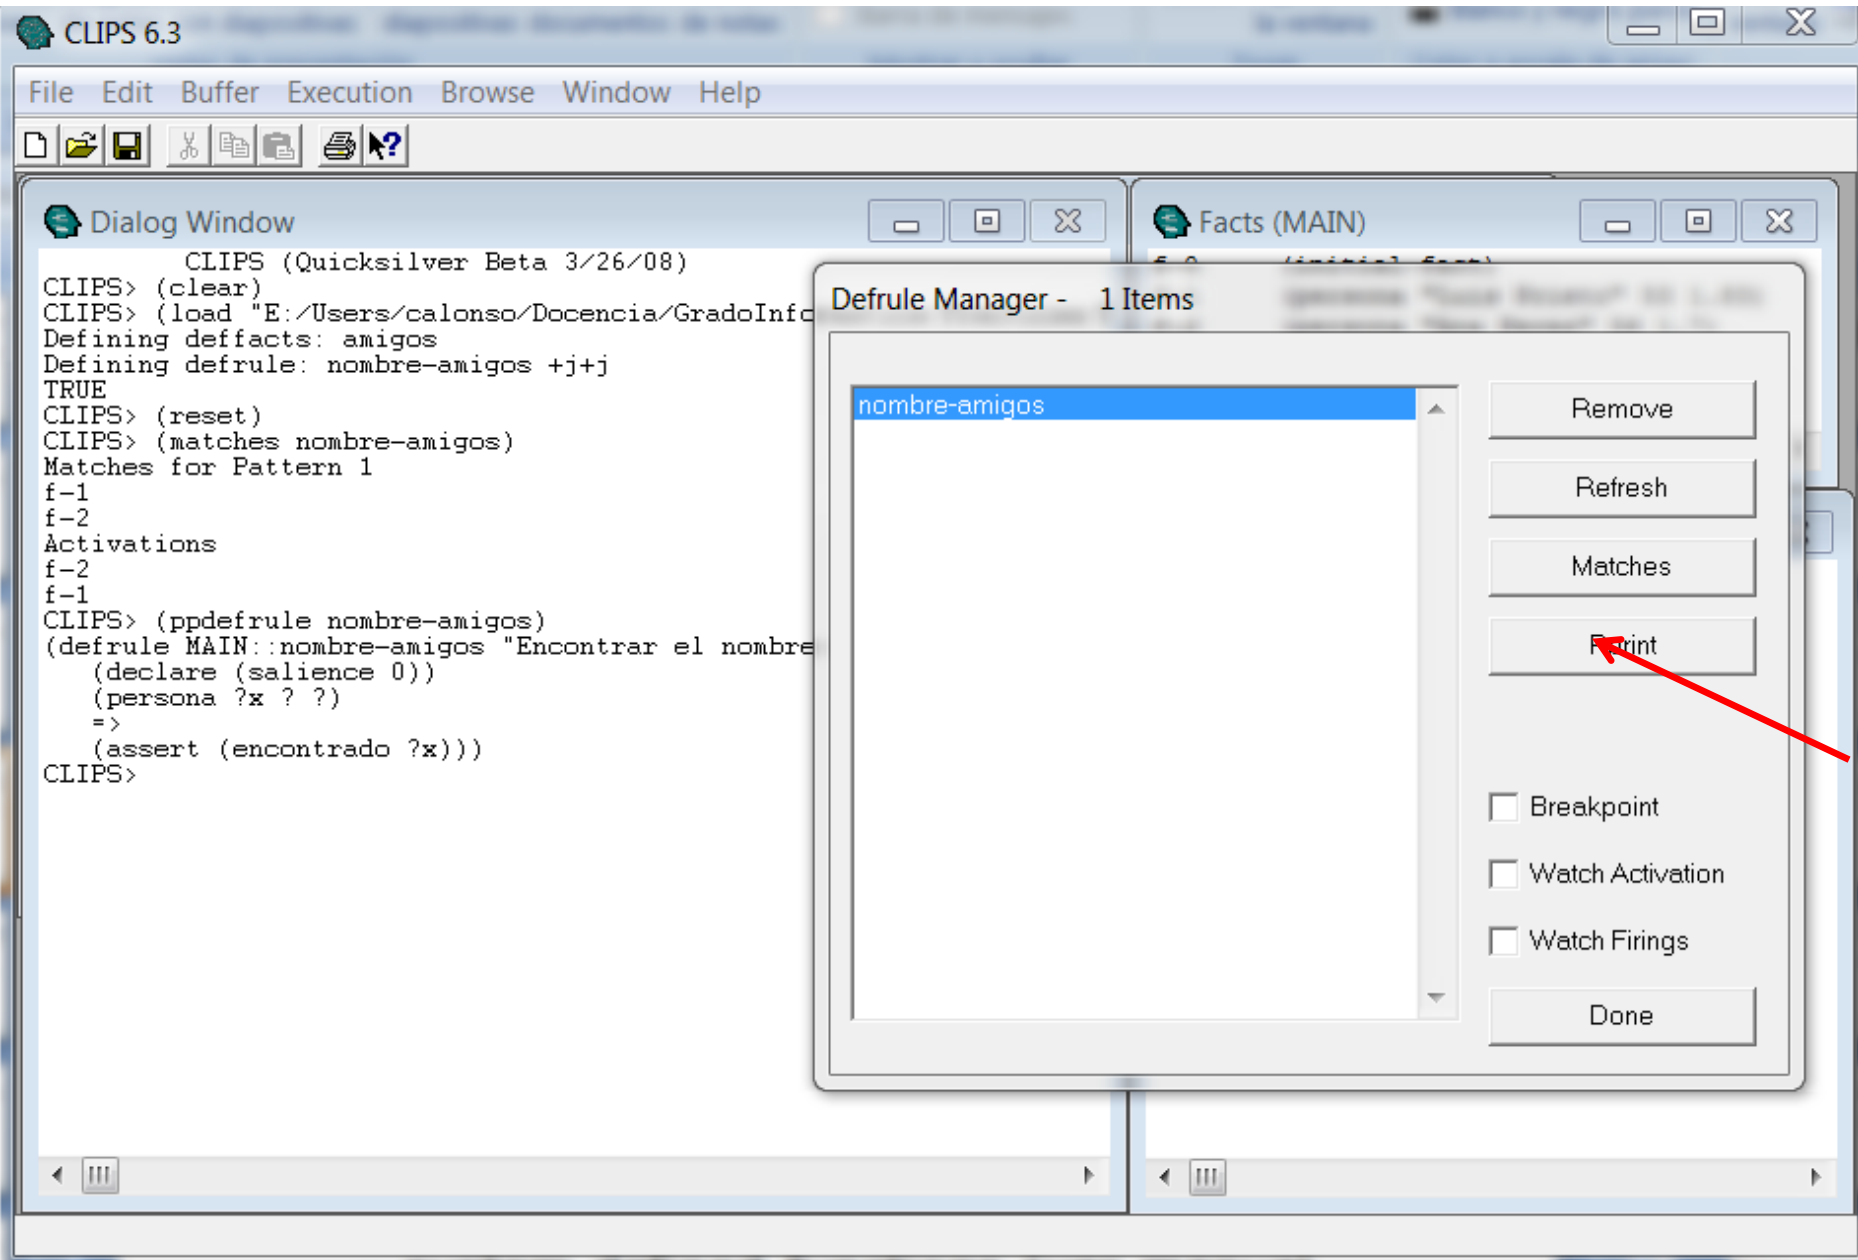 CLIPS 6.3
File Edit Buffer Execution Browse Window Help
Dialog Window
CLIPS (Quicksilver Beta 3/26/08)
CLIPS> (clear)
CLIPS> (load "E:/Users/calonso/Docencia/GradoInfo
Defining deffacts: amigos
Defining defrule: nombre-amigos +j+j
TRUE
CLIPS> (reset)
CLIPS> (matches nombre-amigos)
Matches for Pattern 1
f-1
f-2
Activations
f-2
f-1
CLIPS> (ppdefrule nombre-amigos)
(defrule MAIN::nombre-amigos "Encontrar el nombre
(declare (salience 0))
(persona ?x ? ?)
=>
(assert (encontrado ?x)))
CLIPS>
Facts (MAIN)
f-0 (initial-fact)
Defrule Manager - 1 Items
nombre-amigos
Remove
Refresh
Matches
Pprint
Breakpoint
Watch Activation
Watch Firings
Done